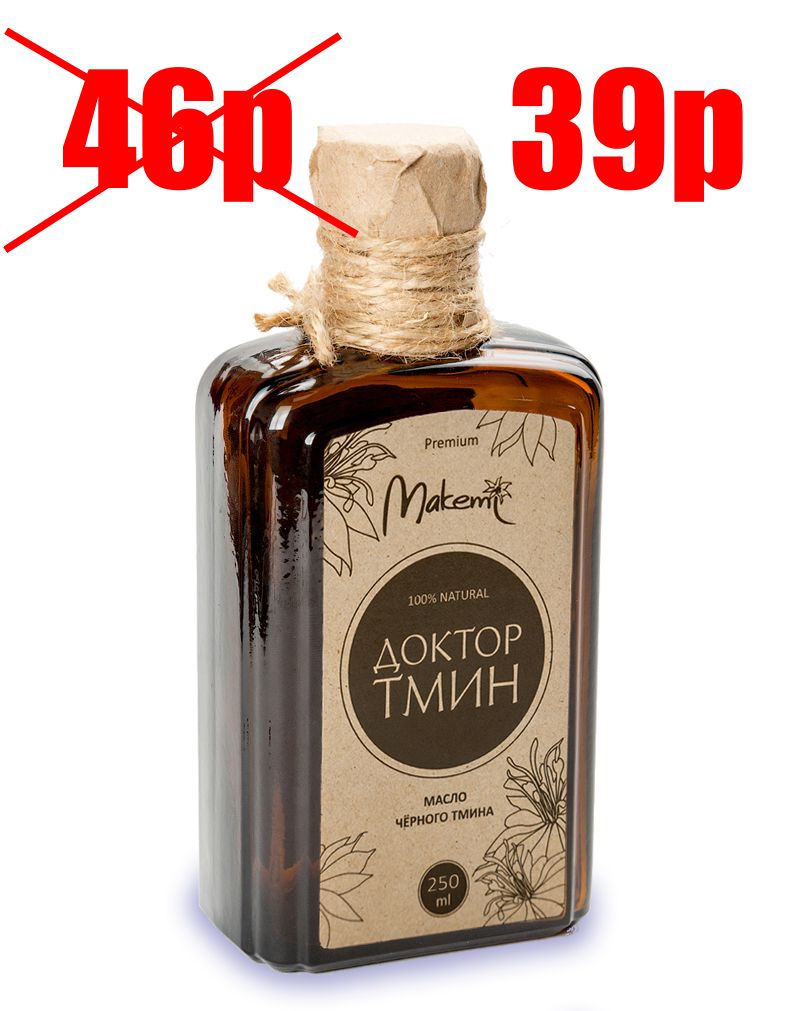 46р
39р
Premium
Makemi
100% NATURAL
ДОКТОР
ТМИН
МАСЛО
ЧЁРНОГО ТМИНА
250
ml